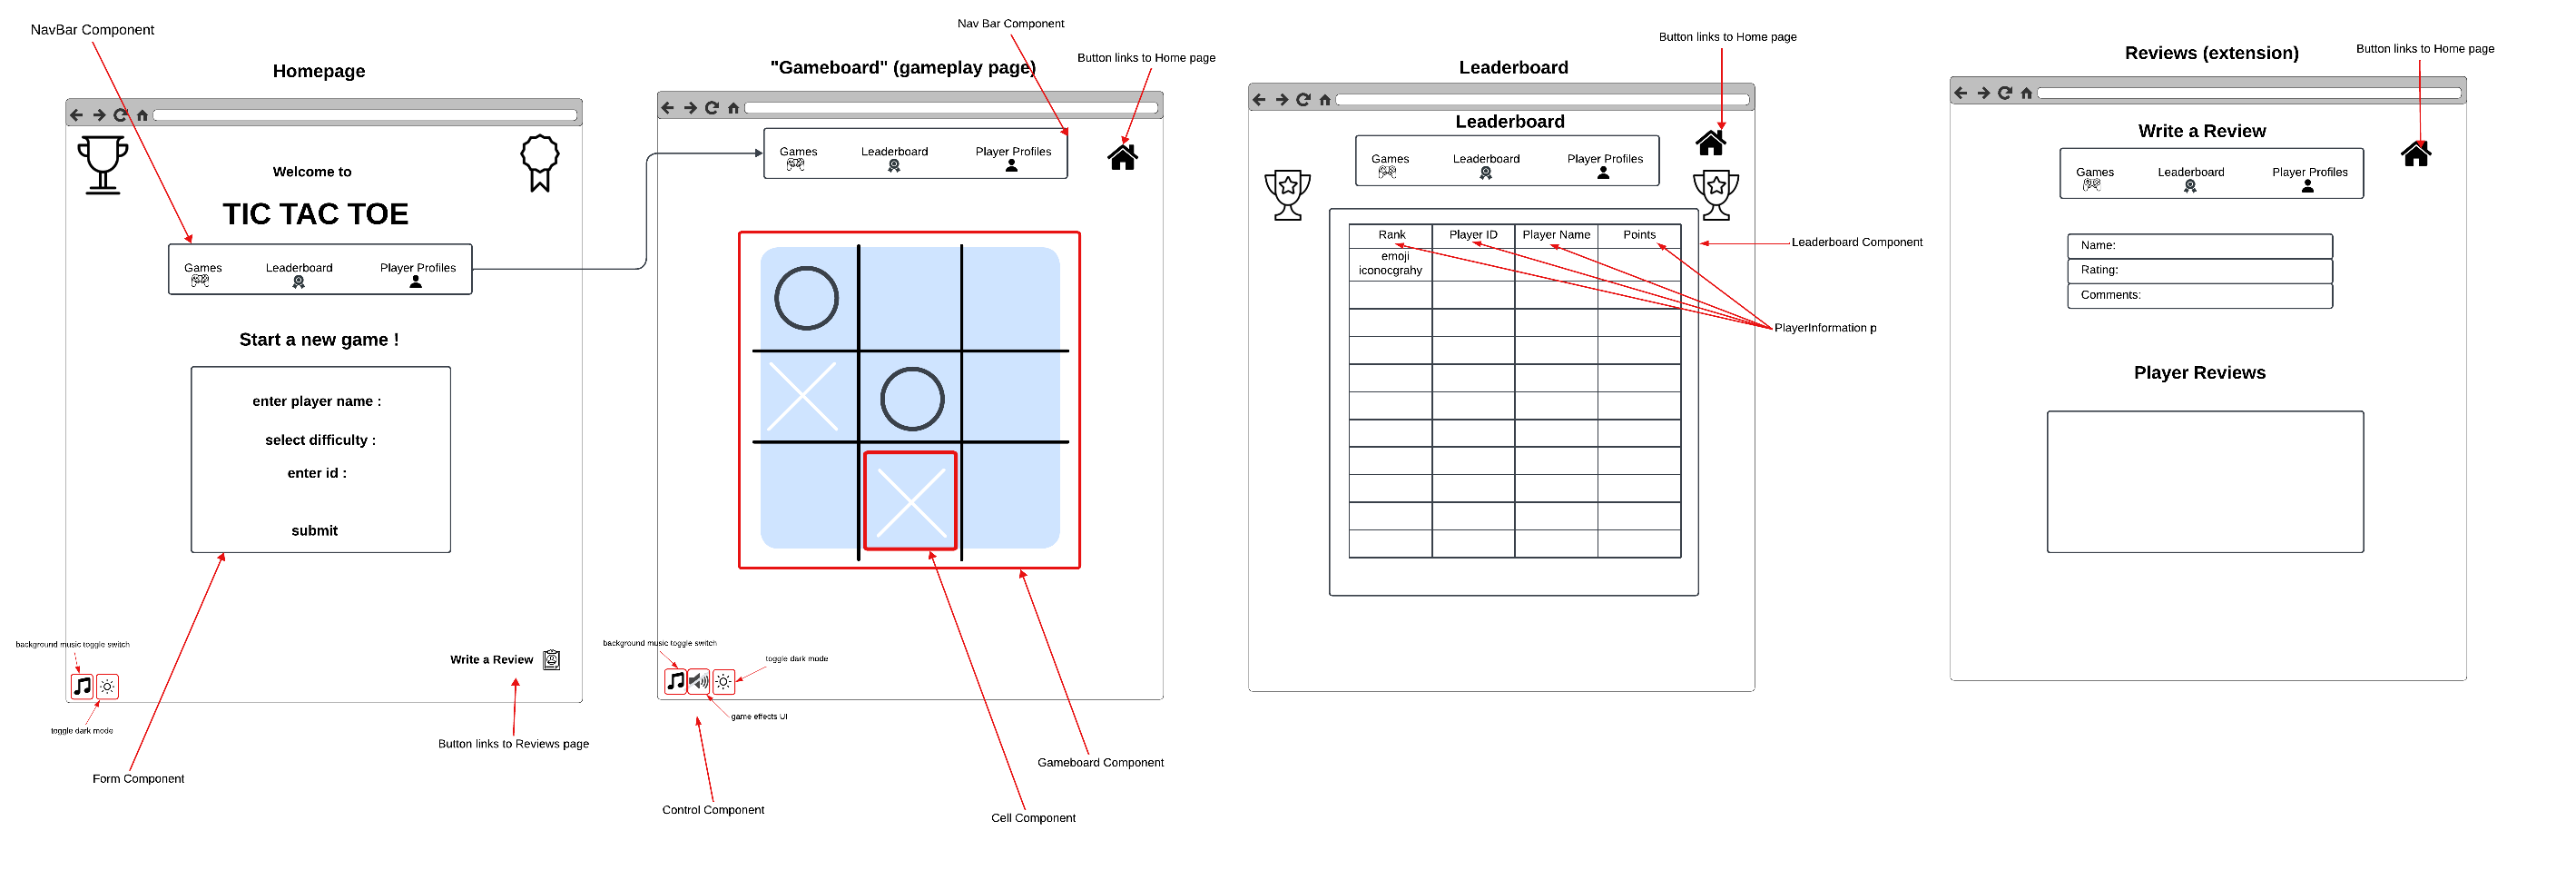 NavBar Component
Homepage
Welcome to
TIC TAC TOE
Games
Leaderboard
Player Profiles
Start a new game !
enter player name :
select difficulty :
enter id :
submit
background music toggle switch
toggle dark mode
Write a Review
Button links to Reviews page
Form Component
Nav Bar Component
Button links to Home page
"Gameboard" (gameplay page)
Games
Leaderboard
Player Profiles
background music toggle switch
toggle dark mode
game effects UI
Control Component
Gameboard Component
Cell Component
Button links to Home page
Leaderboard
Leaderboard
Games
Leaderboard
Player Profiles
Rank
Player ID
Player Name
Points
emoji
iconocgrahy
Leaderboard Component
PlayerInformation p
Reviews (extension)
Button links to Home page
Write a Review
Games
Leaderboard
Player Profiles
Name:
Rating:
Comments:
Player Reviews